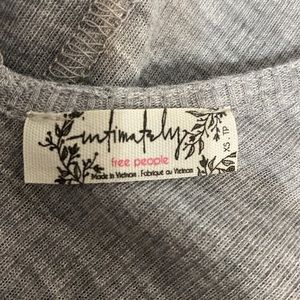 intimately
free people
Made in Vietnam . Fabriqué au Vietnam
XS . TP